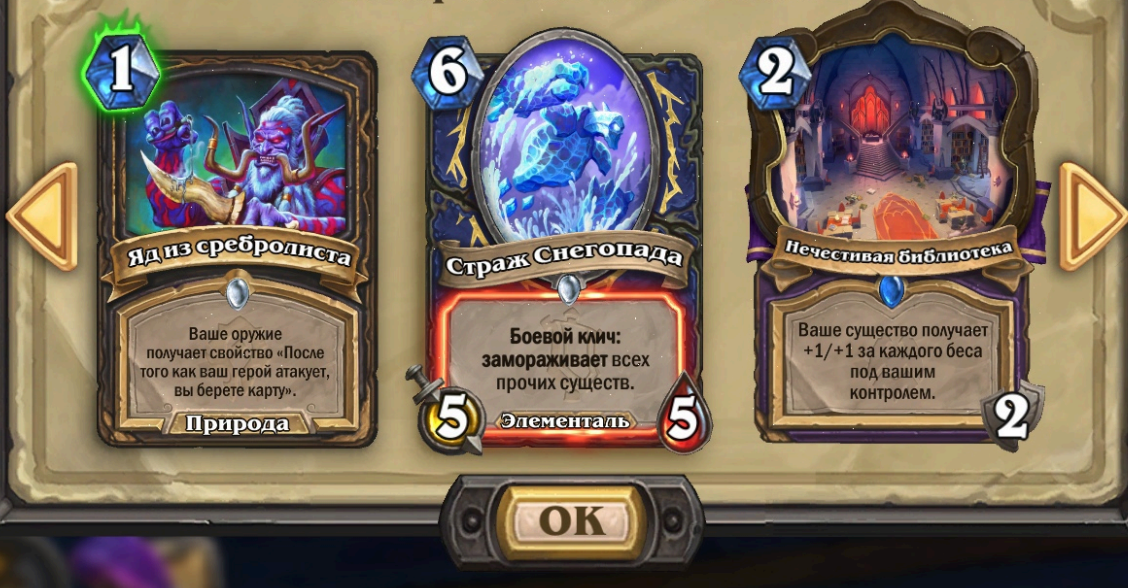 1
Яд из сребролиста
Ваше оружие
получает свойство «После
того как ваш герой атакует,
вы берете карту».
Природа
6
Страж Снегопада
Боевой клич:
замораживает всех
прочих существ.
5
Элементаль
5
2
Нечестивая библиотека
Ваше существо получает
+1/+1 за каждого беса
под вашим
контролем.
2
OK